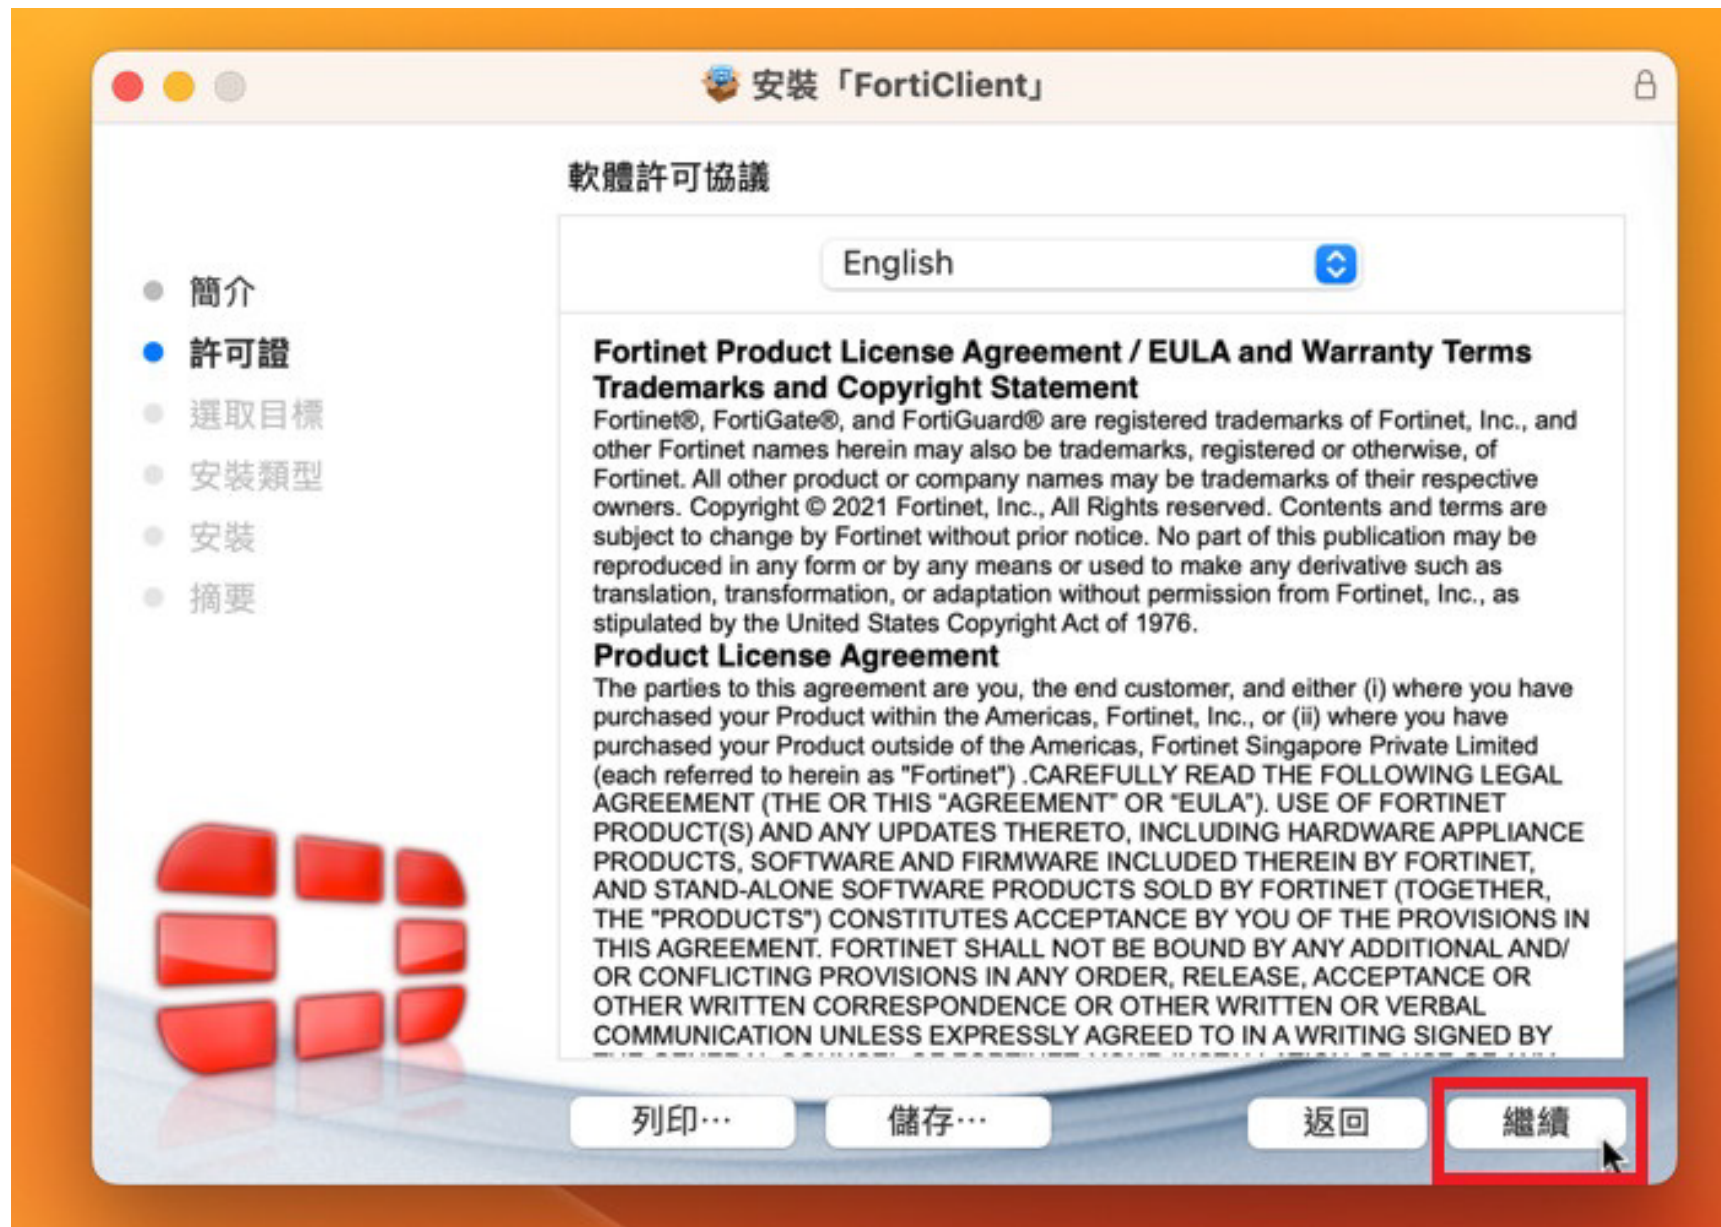 安裝「FortiClient」
軟體許可協議
English
簡介
許可證
選取目標
安裝類型
安裝
摘要
Fortinet Product License Agreement / EULA and Warranty Terms
Trademarks and Copyright Statement
Fortinet®, FortiGate®, and FortiGuard® are registered trademarks of Fortinet, Inc., and
other Fortinet names herein may also be trademarks, registered or otherwise, of
Fortinet. All other product or company names may be trademarks of their respective
owners. Copyright © 2021 Fortinet, Inc., All Rights reserved. Contents and terms are
subject to change by Fortinet without prior notice. No part of this publication may be
reproduced in any form or by any means or used to make any derivative such as
translation, transformation, or adaptation without permission from Fortinet, Inc., as
stipulated by the United States Copyright Act of 1976.
Product License Agreement
The parties to this agreement are you, the end customer, and either (i) where you have
purchased your Product within the Americas, Fortinet, Inc., or (ii) where you have
purchased your Product outside of the Americas, Fortinet Singapore Private Limited
(each referred to herein as "Fortinet") .CAREFULLY READ THE FOLLOWING LEGAL
AGREEMENT (THE OR THIS “AGREEMENT” OR “EULA”). USE OF FORTINET
PRODUCT(S) AND ANY UPDATES THERETO, INCLUDING HARDWARE APPLIANCE
PRODUCTS, SOFTWARE AND FIRMWARE INCLUDED THEREIN BY FORTINET,
AND STAND-ALONE SOFTWARE PRODUCTS SOLD BY FORTINET (TOGETHER,
THE "PRODUCTS") CONSTITUTES ACCEPTANCE BY YOU OF THE PROVISIONS IN
THIS AGREEMENT. FORTINET SHALL NOT BE BOUND BY ANY ADDITIONAL AND/
OR CONFLICTING PROVISIONS IN ANY ORDER, RELEASE, ACCEPTANCE OR
OTHER WRITTEN CORRESPONDENCE OR OTHER WRITTEN OR VERBAL
COMMUNICATION UNLESS EXPRESSLY AGREED TO IN A WRITING SIGNED BY
列印…
儲存…
返回
繼續